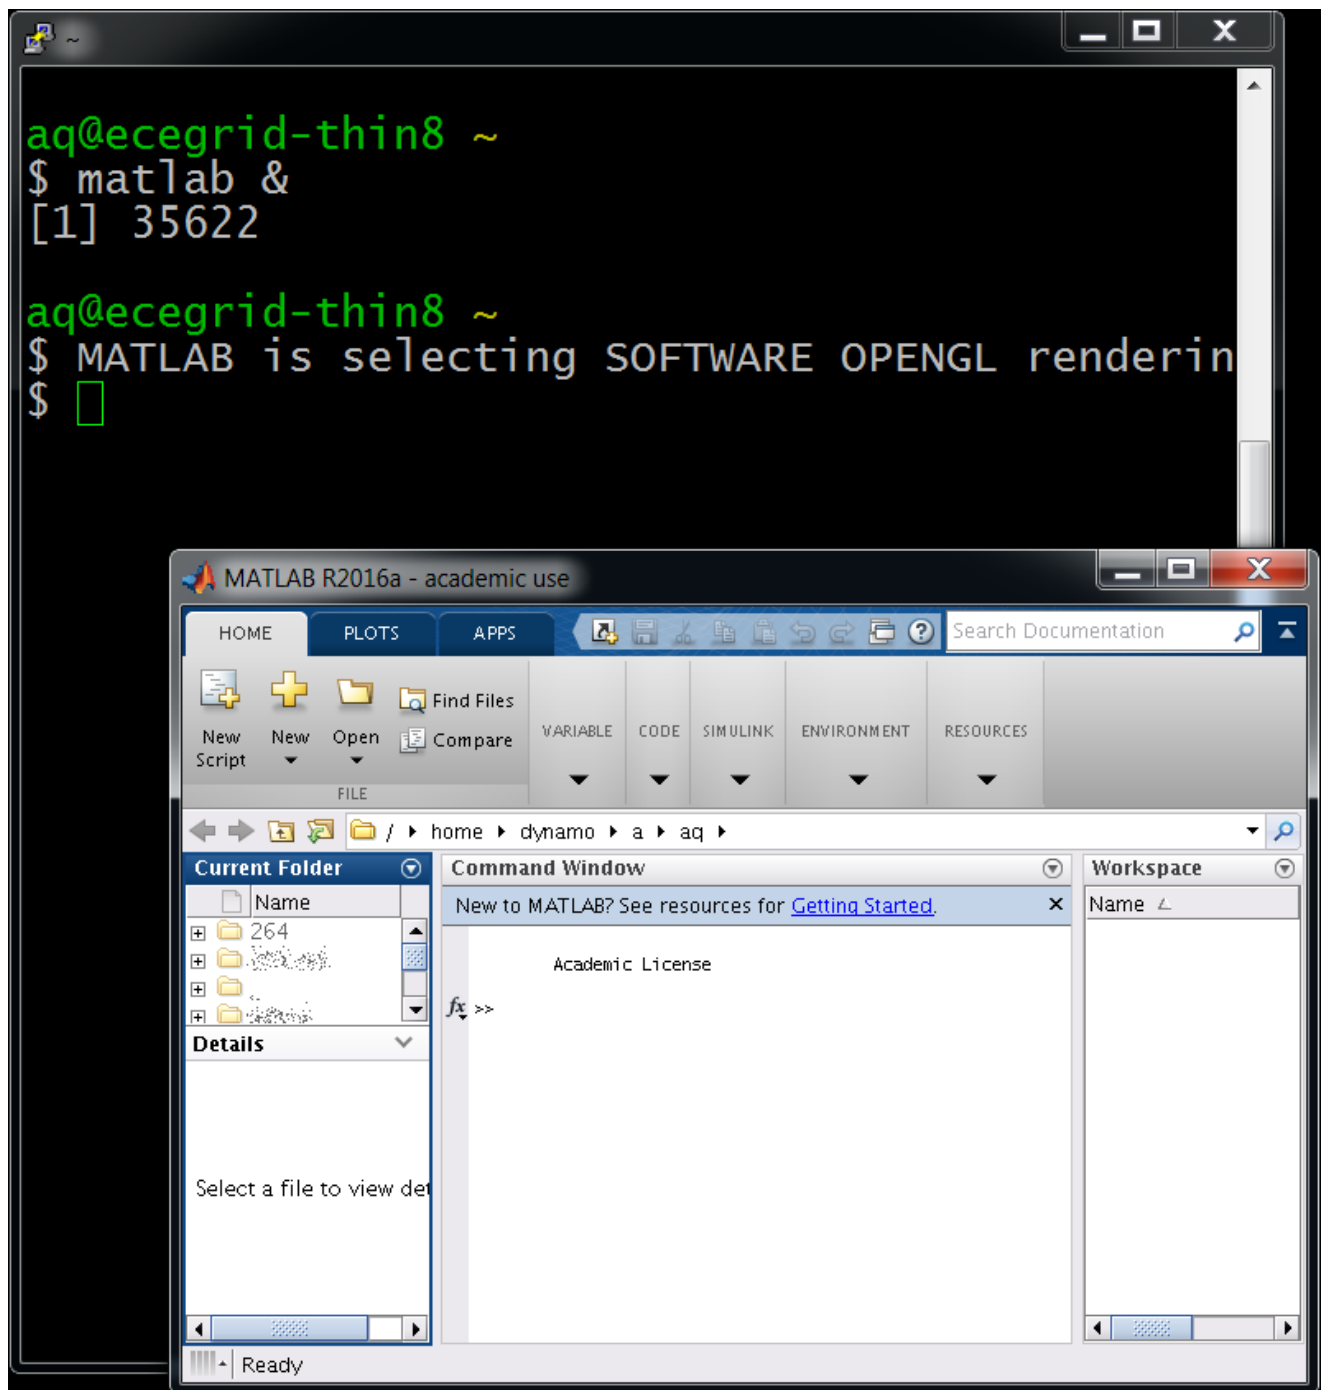 ~
aq@ecegrid-thin8 ~
$ matlab &
[1] 35622
aq@ecegrid-thin8 ~
$ MATLAB is selecting SOFTWARE OPENGL renderin
$
MATLAB R2016a - academic use
HOME PLOTS APPS Search Documentation
New Script New Open Find Files Compare VARIABLE CODE SIMULINK ENVIRONMENT RESOURCES
FILE
/ home dynamo a aq
Current Folder Command Window Workspace
Name New to MATLAB? See resources for Getting Started. Name
264
Academic License
fx >>
Details
Select a file to view det
Ready